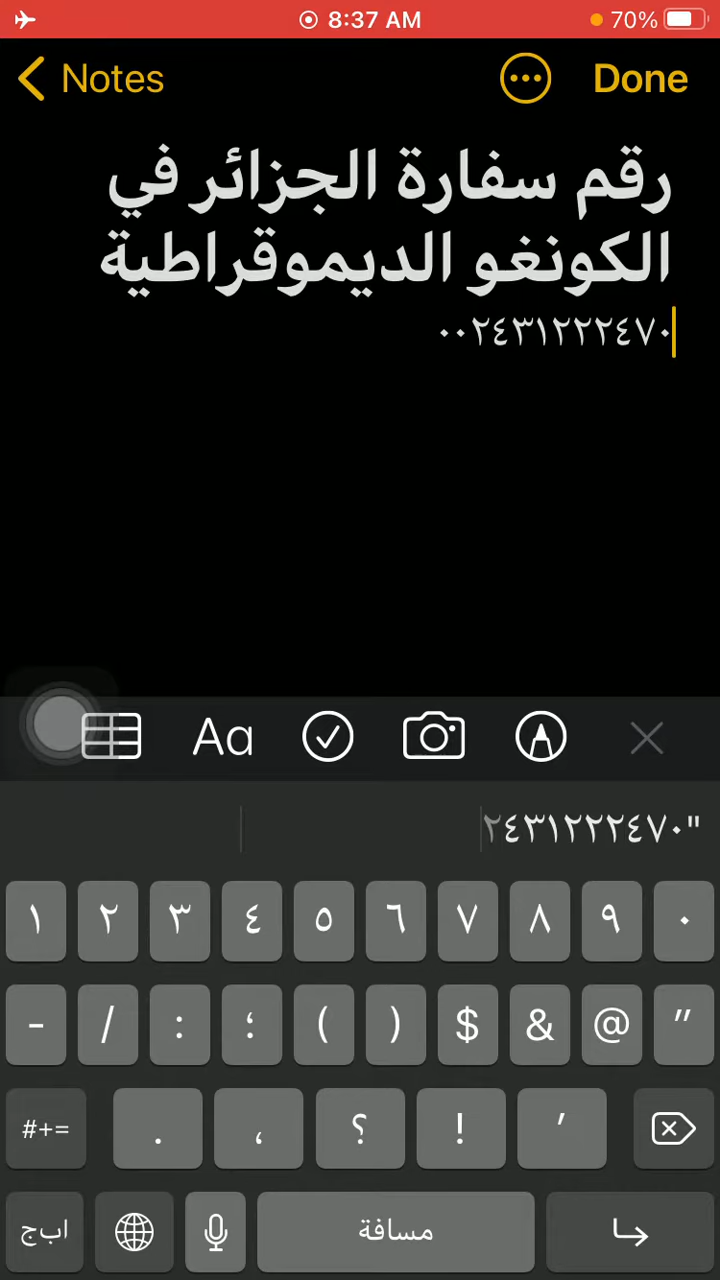 8:37 AM
70%
Notes
Done
رقم سفارة الجزائر في
الكونغو الديموقراطية
٠٠٢٤٣١٢٢٢٤٧٠
Aa
٢٤٣١٢٢٢٤٧٠"
١ ٢ ٣ ٤ ٥ ٦ ٧ ٨ ٩ ٠
- / : ؛ ( ) $ & @ "
#+= . ، ؟ ! '
ا ب ج مسافة